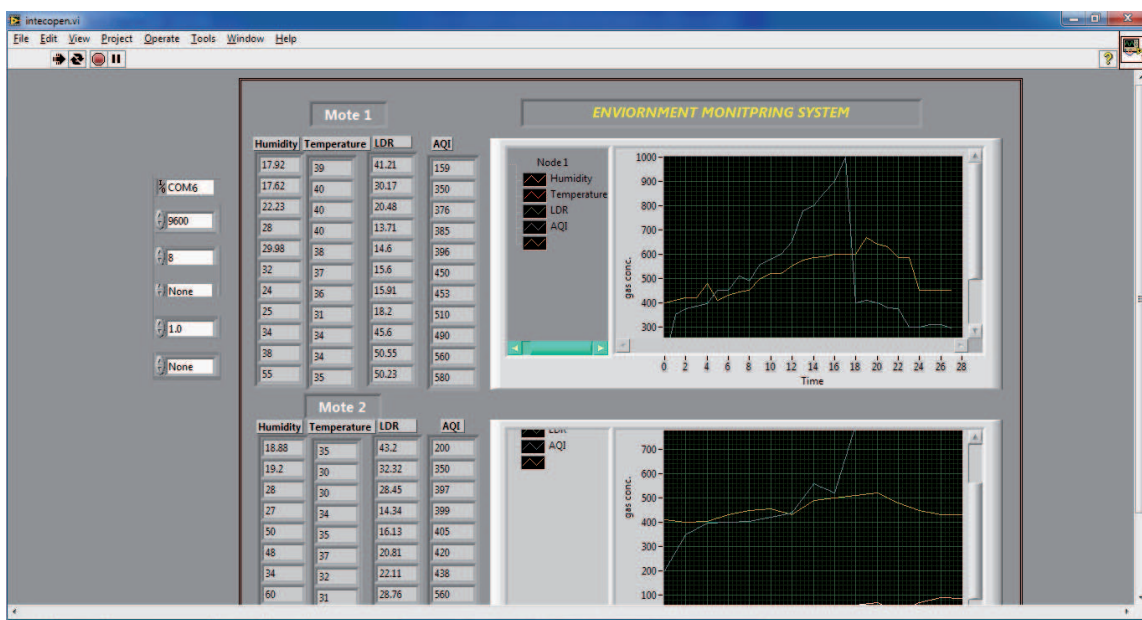 intecopen.vi
File Edit View Project Operate Tools Window Help
Mote 1
ENVIORNMENT MONITPRING SYSTEM
Humidity Temperature LDR AQI
17.92 39 41.21 159
17.62 40 30.17 350
22.23 40 20.48 376
28 40 13.71 385
29.98 38 14.6 396
32 37 15.6 450
24 36 15.91 453
25 31 18.2 510
34 34 45.6 490
38 34 50.55 560
55 35 50.23 580
COM6
9600
8
None
1.0
None
Node 1
Humidity
Temperature
LDR
AQI
gas conc.
1000
900
800
700
600
500
400
300
0 2 4 6 8 10 12 14 16 18 20 22 24 26 28
Time
Mote 2
Humidity Temperature LDR AQI
18.88 35 43.2 200
19.2 30 32.32 350
28 30 28.45 397
27 34 14.34 399
50 35 16.13 405
48 37 20.81 420
34 32 22.11 438
60 31 28.76 560
LDR
AQI
gas conc.
700
600
500
400
300
200
100